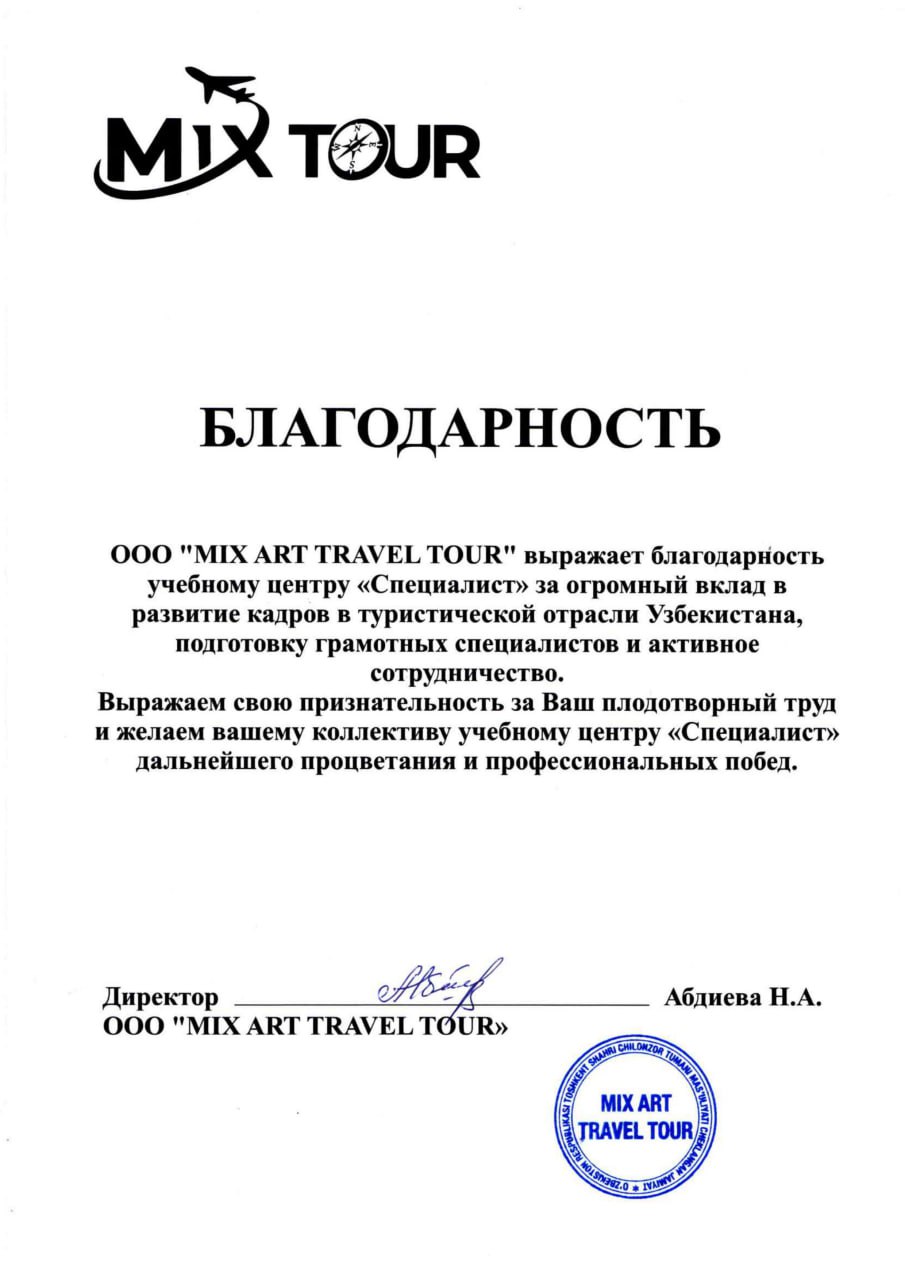 MIX TOUR
N
E
S
W
БЛАГОДАРНОСТЬ
ООО "MIX ART TRAVEL TOUR" выражает благодарность
учебному центру «Специалист» за огромный вклад в
развитие кадров в туристической отрасли Узбекистана,
подготовку грамотных специалистов и активное
сотрудничество.
Выражаем свою признательность за Ваш плодотворный труд
и желаем вашему коллективу учебному центру «Специалист»
дальнейшего процветания и профессиональных побед.
Директор Абдиева Н.А.
ООО "MIX ART TRAVEL TOUR»
O'ZBEKISTON RESPUBLIKASI TOSHKENT SHAHRI CHILONZOR TUMANI MAS'ULIYATI CHEKLANGAN JAMIYAT *
MIX ART
TRAVEL TOUR